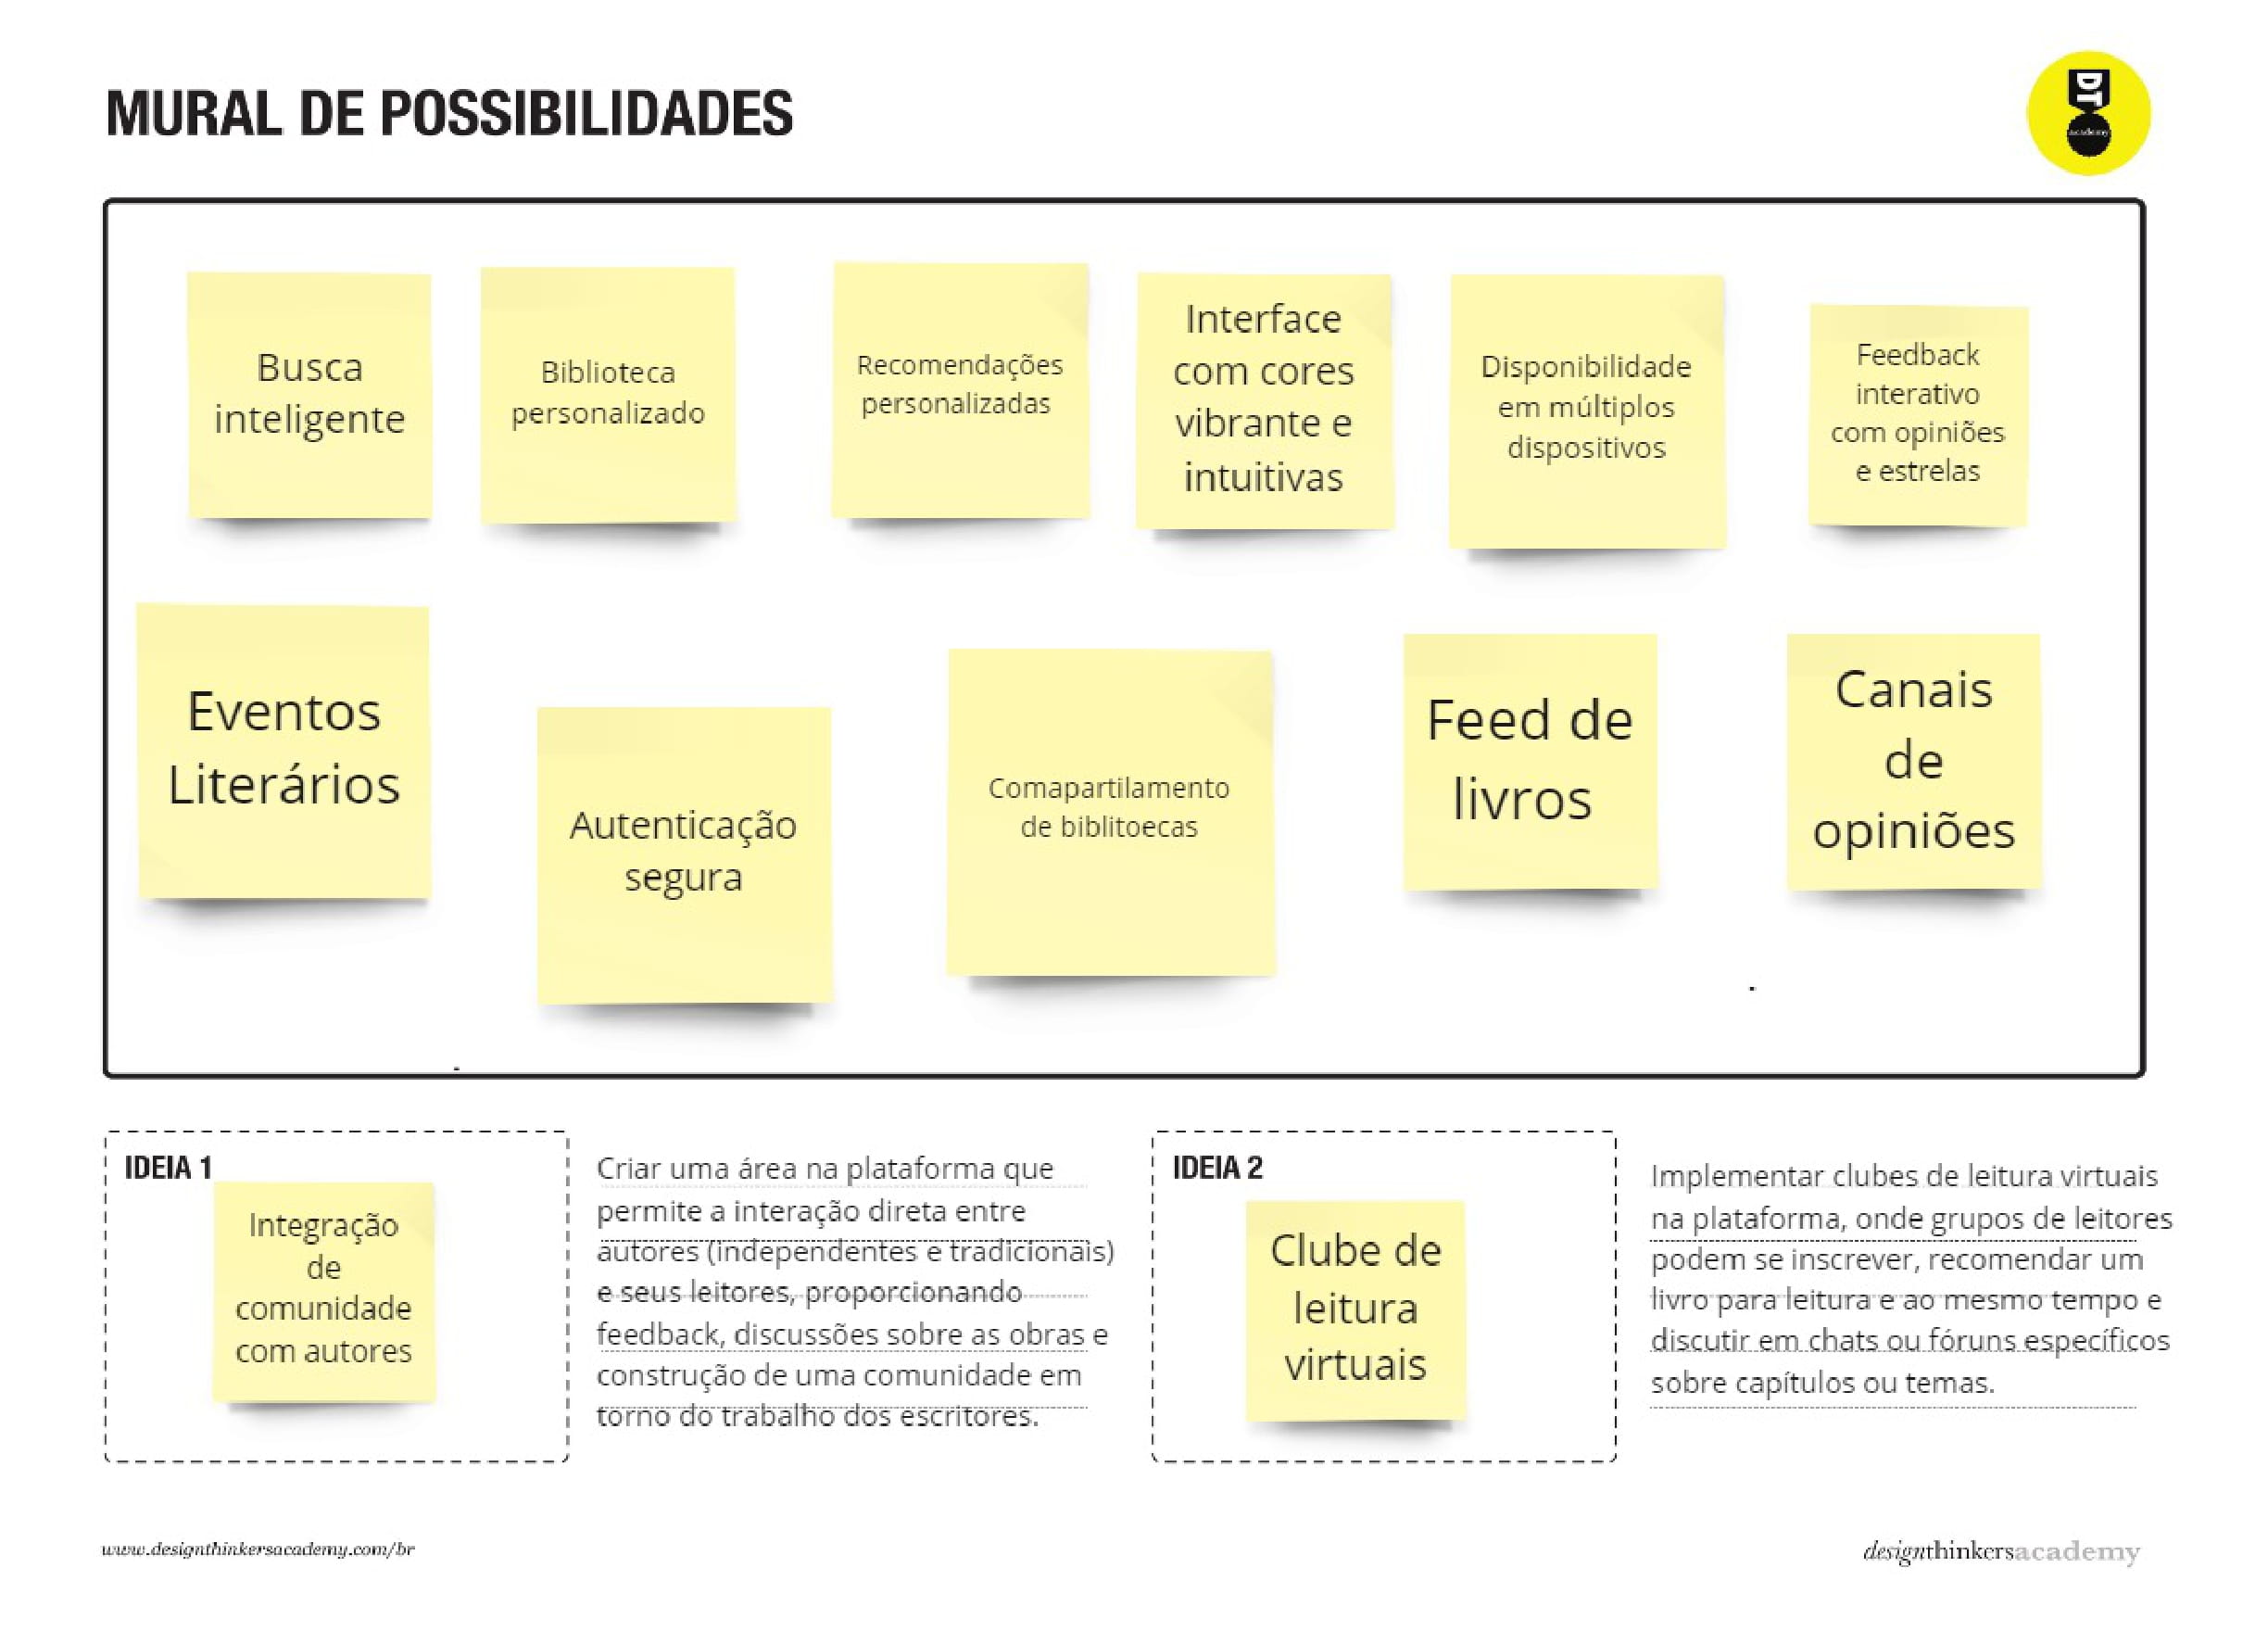 MURAL DE POSSIBILIDADES
DT
academy
Busca
inteligente
Biblioteca
personalizado
Recomendações
personalizadas
Interface
com cores
vibrante e
intuitivas
Disponibilidade
em múltiplos
dispositivos
Feedback
interativo
com opiniões
e estrelas
Eventos
Literários
Autenticação
segura
Comapartilamento
de biblitoecas
Feed de
livros
Canais
de
opiniões
IDEIA 1
Integração
de
comunidade
com autores
Criar uma área na plataforma que
permite a interação direta entre
autores (independentes e tradicionais)
e seus leitores, proporcionando
feedback, discussões sobre as obras e
construção de uma comunidade em
torno do trabalho dos escritores.
IDEIA 2
Clube de
leitura
virtuais
Implementar clubes de leitura virtuais
na plataforma, onde grupos de leitores
podem se inscrever, recomendar um
livro para leitura e ao mesmo tempo e
discutir em chats ou fóruns específicos
sobre capítulos ou temas.
www.designthinkersacademy.com/br
designthinkersacademy